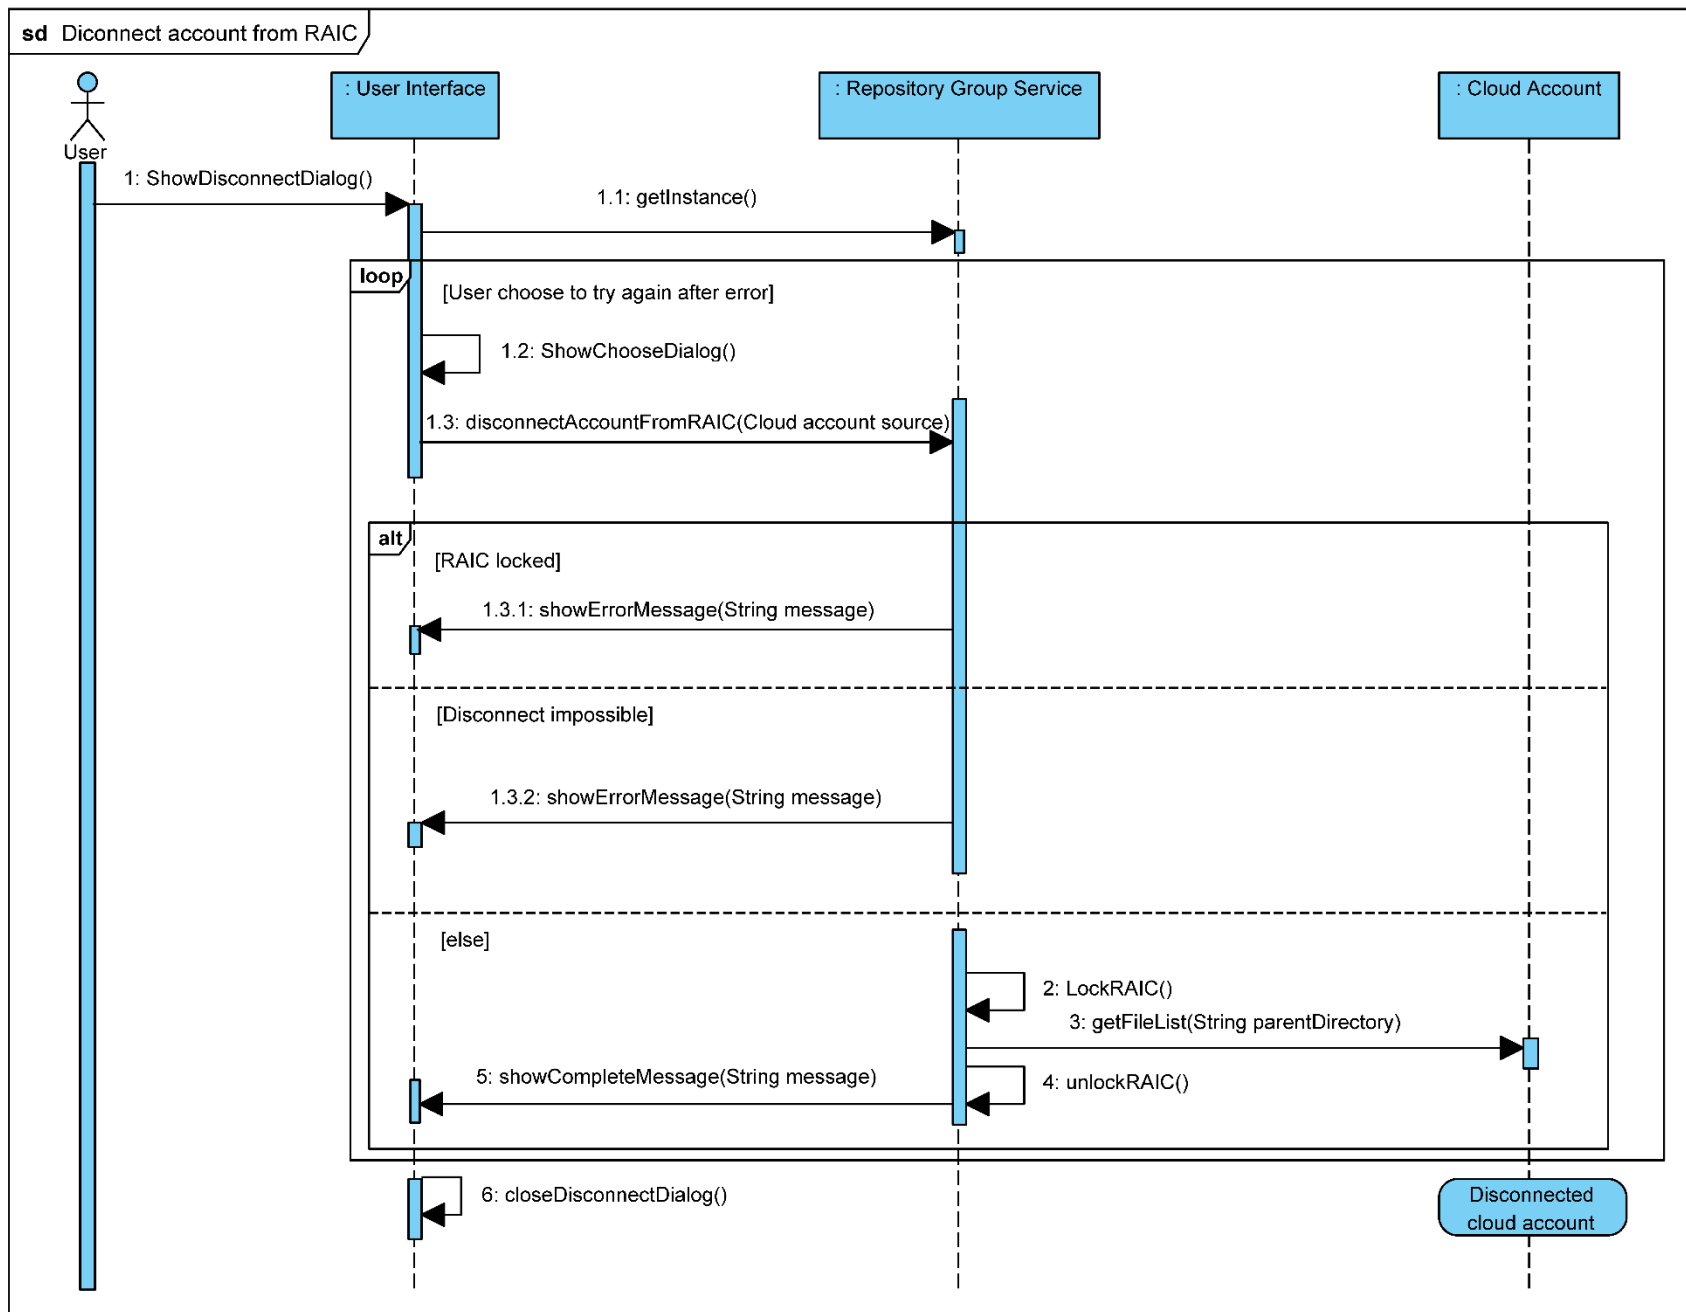 sd Diconnect account from RAIC
User
: User Interface
: Repository Group Service
: Cloud Account
1: ShowDisconnectDialog()
1.1: getInstance()
loop
[User choose to try again after error]
1.2: ShowChooseDialog()
1.3: disconnectAccountFromRAIC(Cloud account source)
alt
[RAIC locked]
1.3.1: showErrorMessage(String message)
[Disconnect impossible]
1.3.2: showErrorMessage(String message)
[else]
2: LockRAIC()
3: getFileList(String parentDirectory)
5: showCompleteMessage(String message)
4: unlockRAIC()
6: closeDisconnectDialog()
Disconnected
cloud account